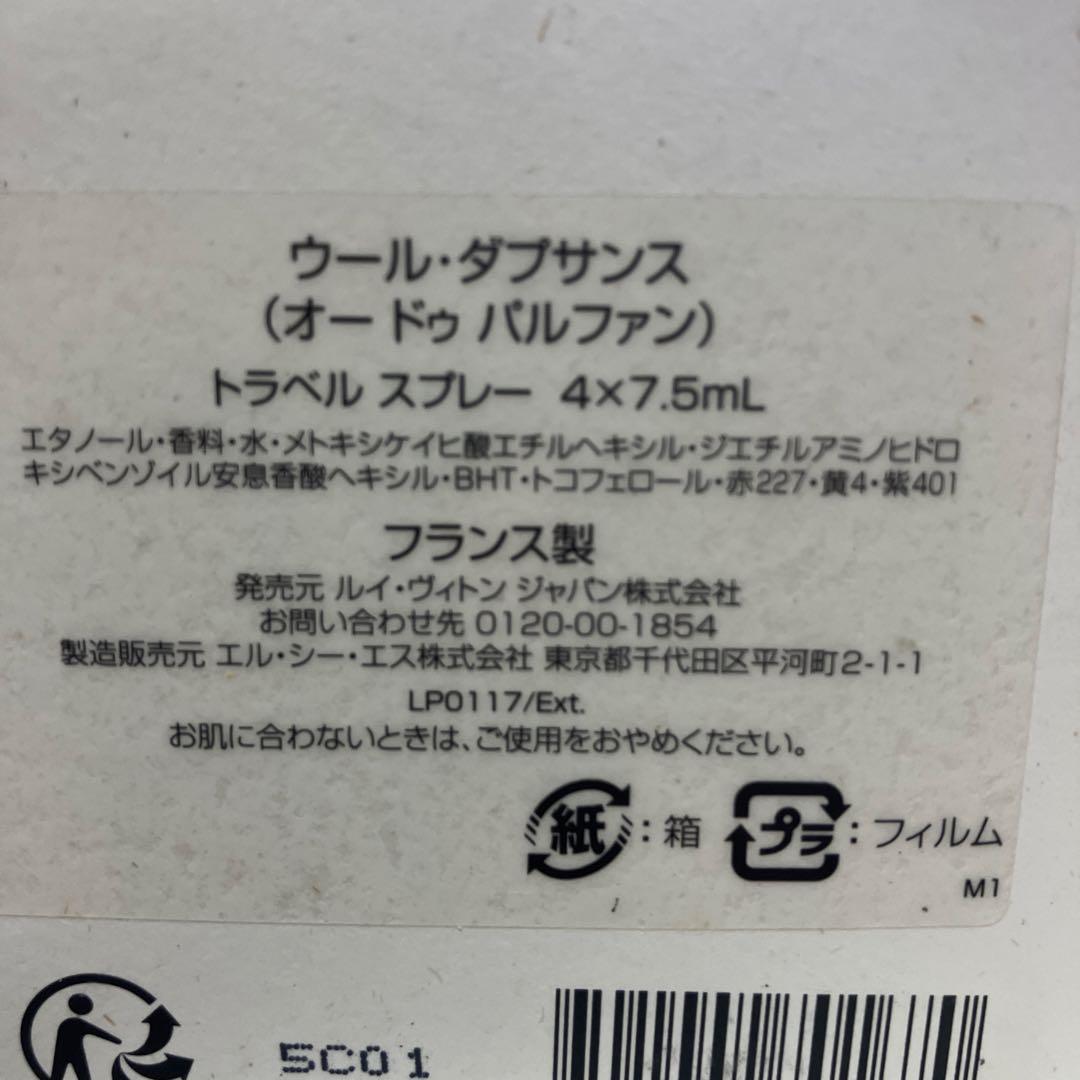 ウール・ダプサンス
（オー ドゥ パルファン）
トラベル スプレー 4×7.5mL
エタノール・香料・水・メトキシケイヒ酸エチルヘキシル・ジエチルアミノヒドロ
キシベンゾイル安息香酸ヘキシル・BHT・トコフェロール・赤227・黄4・紫401
フランス製
発売元 ルイ・ヴィトン ジャパン株式会社
お問い合わせ先 0120-00-1854
製造販売元 エル・シー・エス株式会社 東京都千代田区平河町2-1-1
LP0117/Ext.
お肌に合わないときは、ご使用をおやめください。
紙：箱 プラ：フィルム
M1
5C01